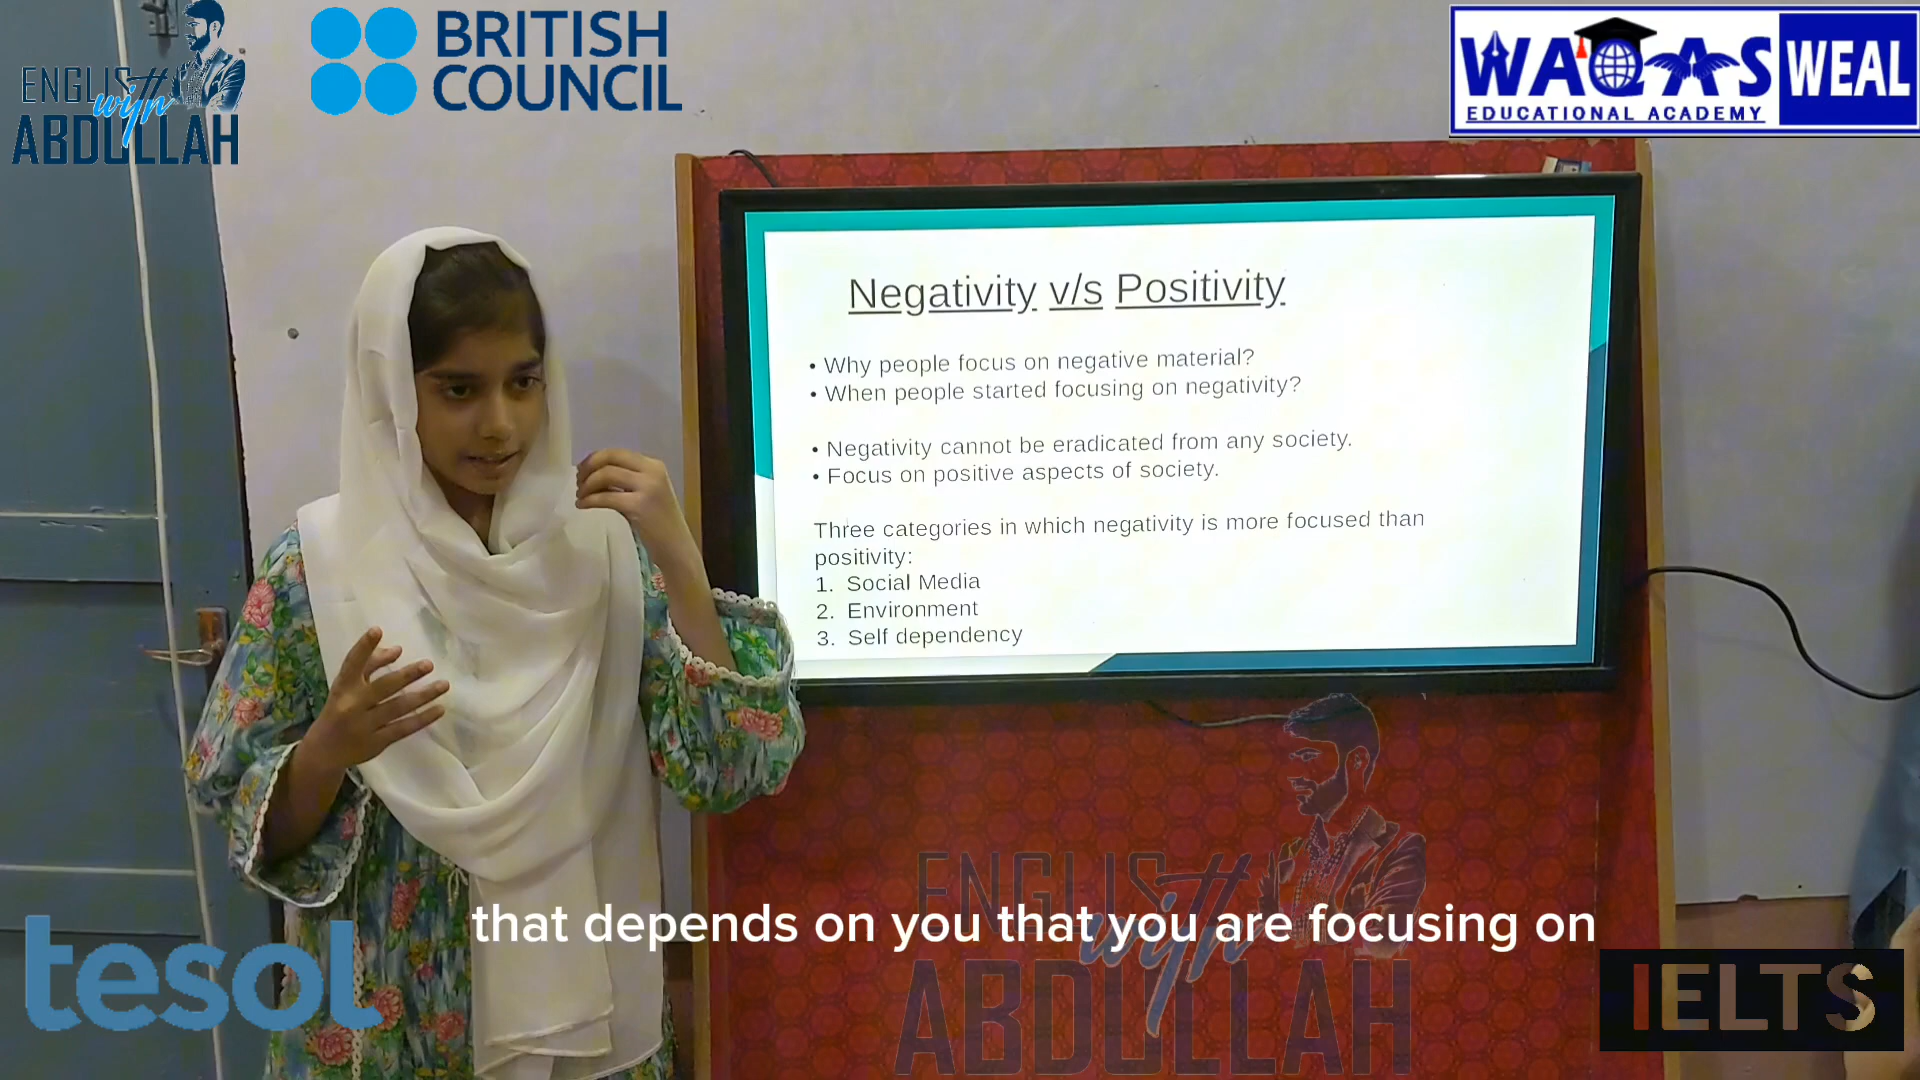 ENGLISH
with
ABDULLAH
BRITISH
COUNCIL
WAQAS WEAL
EDUCATIONAL ACADEMY
Negativity v/s Positivity
• Why people focus on negative material?
• When people started focusing on negativity?
• Negativity cannot be eradicated from any society.
• Focus on positive aspects of society.
Three categories in which negativity is more focused than
positivity:
1. Social Media
2. Environment
3. Self dependency
that depends on you that you are focusing on
ENGLISH
with
ABDULLAH
tesol
IELTS